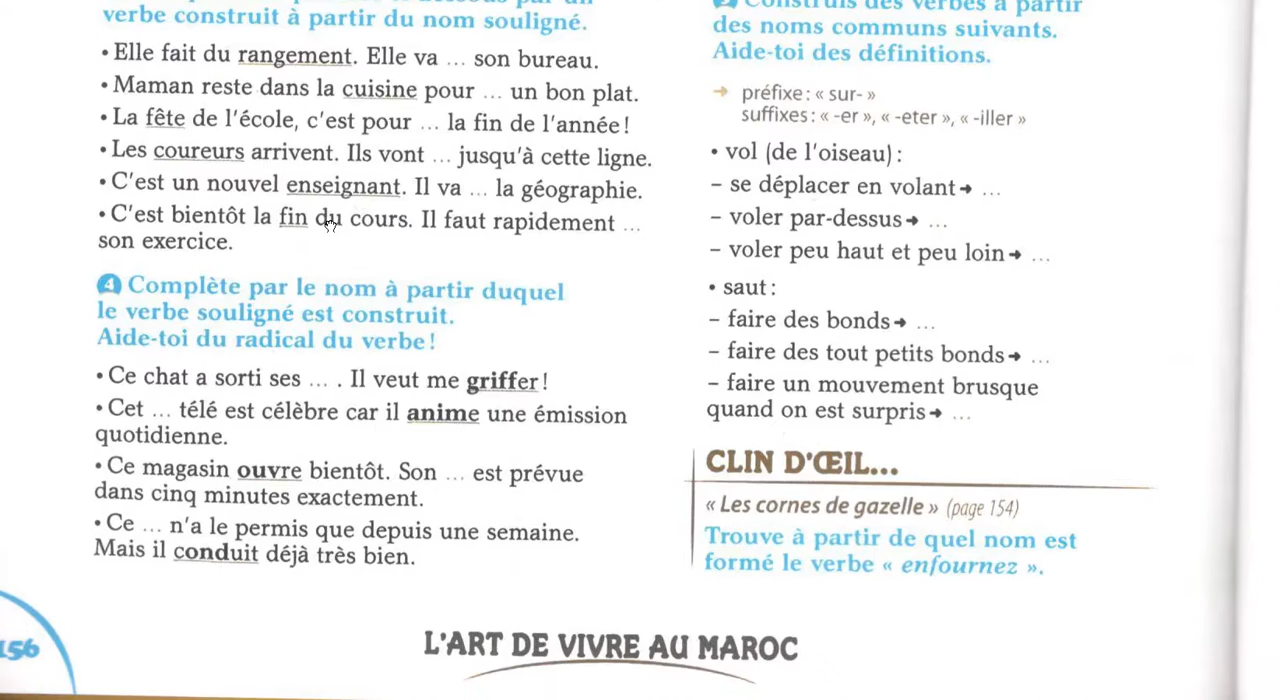 verbe construit à partir du nom souligné.
• Elle fait du rangement. Elle va ... son bureau.
• Maman reste dans la cuisine pour ... un bon plat.
• La fête de l'école, c'est pour ... la fin de l'année !
• Les coureurs arrivent. Ils vont ... jusqu'à cette ligne.
• C'est un nouvel enseignant. Il va ... la géographie.
• C'est bientôt la fin du cours. Il faut rapidement ...
son exercice.
4 Complète par le nom à partir duquel
le verbe souligné est construit.
Aide-toi du radical du verbe !
• Ce chat a sorti ses ... . Il veut me griffer !
• Cet ... télé est célèbre car il anime une émission
quotidienne.
• Ce magasin ouvre bientôt. Son ... est prévue
dans cinq minutes exactement.
• Ce ... n'a le permis que depuis une semaine.
Mais il conduit déjà très bien.
Construis des verbes à partir
des noms communs suivants.
Aide-toi des définitions.
→ préfixe : « sur- »
suffixes : « -er », « -eter », « -iller »
• vol (de l'oiseau) :
– se déplacer en volant → ...
– voler par-dessus → ...
– voler peu haut et peu loin → ...
• saut :
– faire des bonds → ...
– faire des tout petits bonds → ...
– faire un mouvement brusque
quand on est surpris → ...
CLIN D'ŒIL...
« Les cornes de gazelle » (page 154)
Trouve à partir de quel nom est
formé le verbe « enfournez ».
156
L'ART DE VIVRE AU MAROC